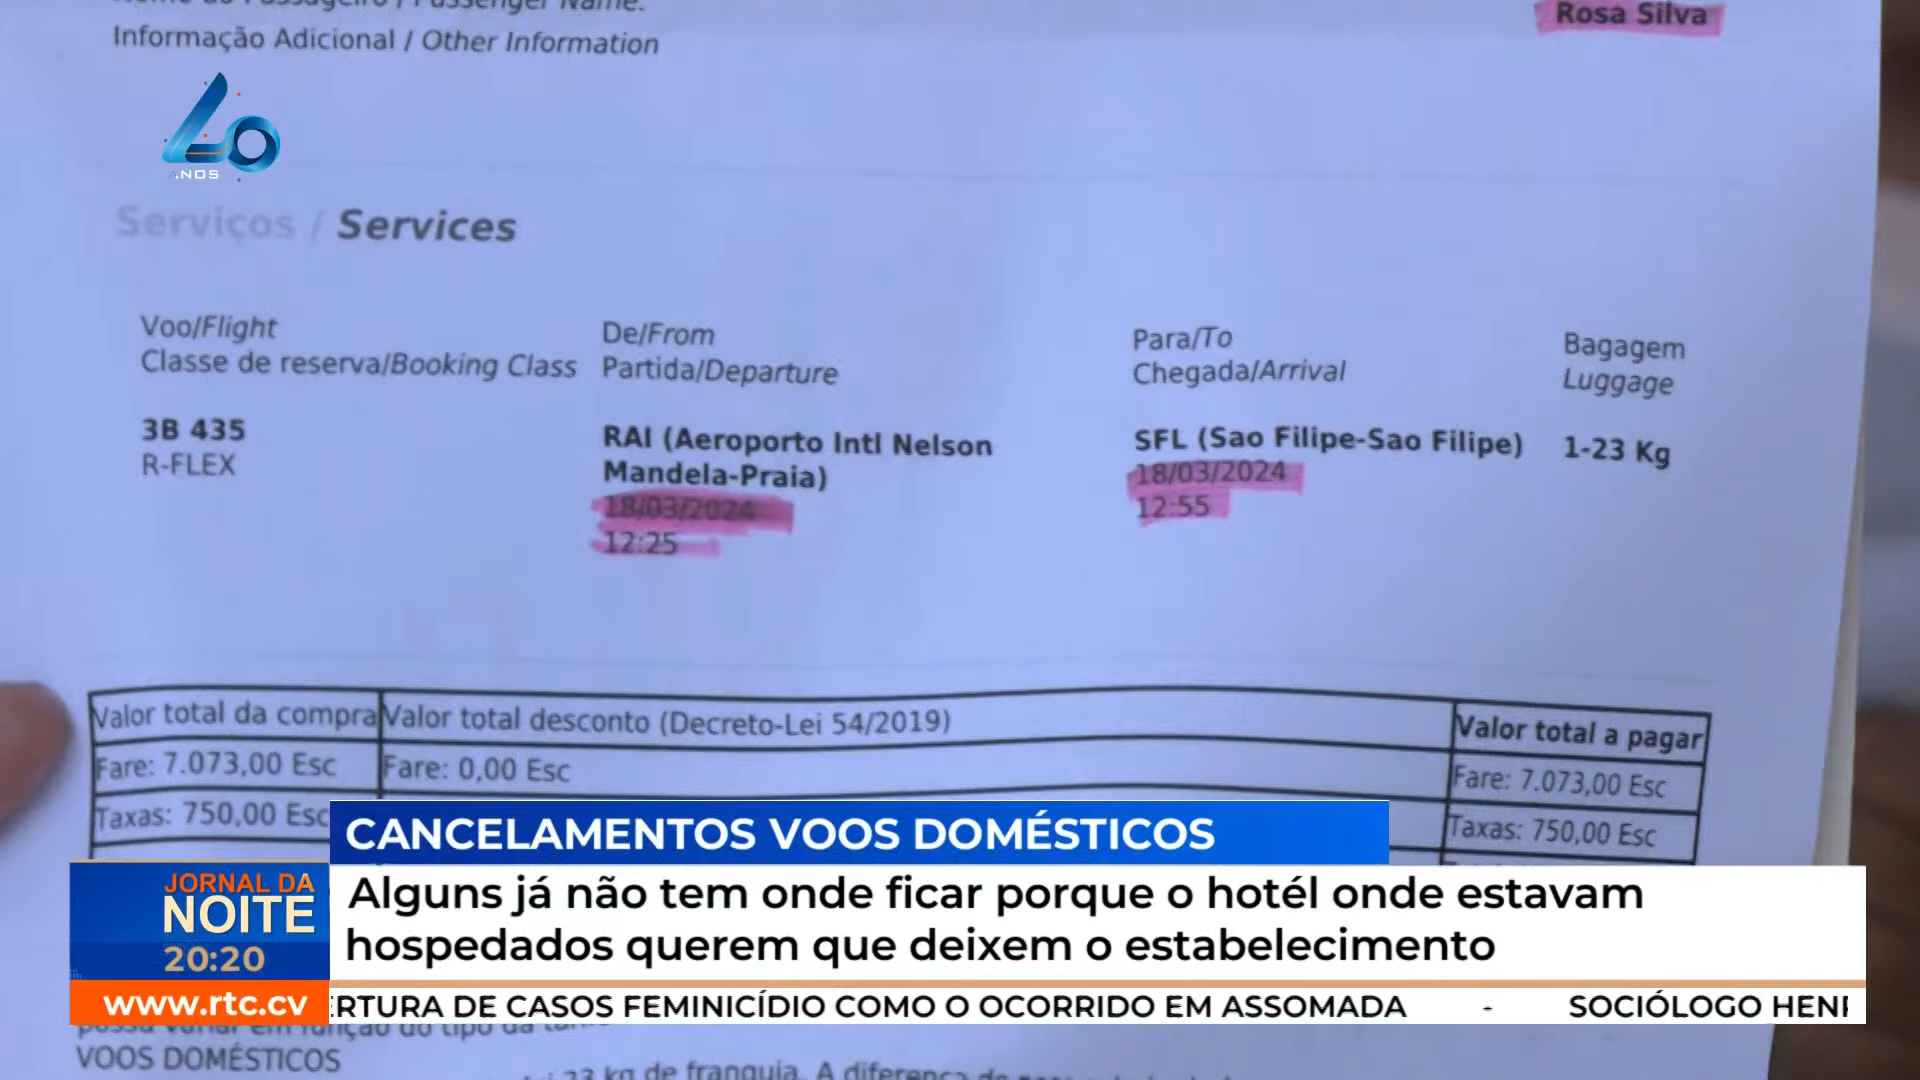 Rosa Silva
Informação Adicional / Other Information
40
ANOS
Serviços / Services
Voo/Flight
Classe de reserva/Booking Class
De/From
Partida/Departure
Para/To
Chegada/Arrival
Bagagem
Luggage
3B 435
R-FLEX
RAI (Aeroporto Intl Nelson
Mandela-Praia)
18/03/2024
12:25
SFL (Sao Filipe-Sao Filipe)
18/03/2024
12:55
1-23 Kg
Valor total da compra
Valor total desconto (Decreto-Lei 54/2019)
Valor total a pagar
Fare: 7.073,00 Esc
Fare: 0,00 Esc
Fare: 7.073,00 Esc
Taxas: 750,00 Esc
Taxas: 750,00 Esc
CANCELAMENTOS VOOS DOMÉSTICOS
JORNAL DA
NOITE
20:20
Alguns já não tem onde ficar porque o hotél onde estavam
hospedados querem que deixem o estabelecimento
www.rtc.cv
ERTURA DE CASOS FEMINICÍDIO COMO O OCORRIDO EM ASSOMADA - SOCIÓLOGO HENR
VOOS DOMÉSTICOS
23 kg de franquia. A diferença